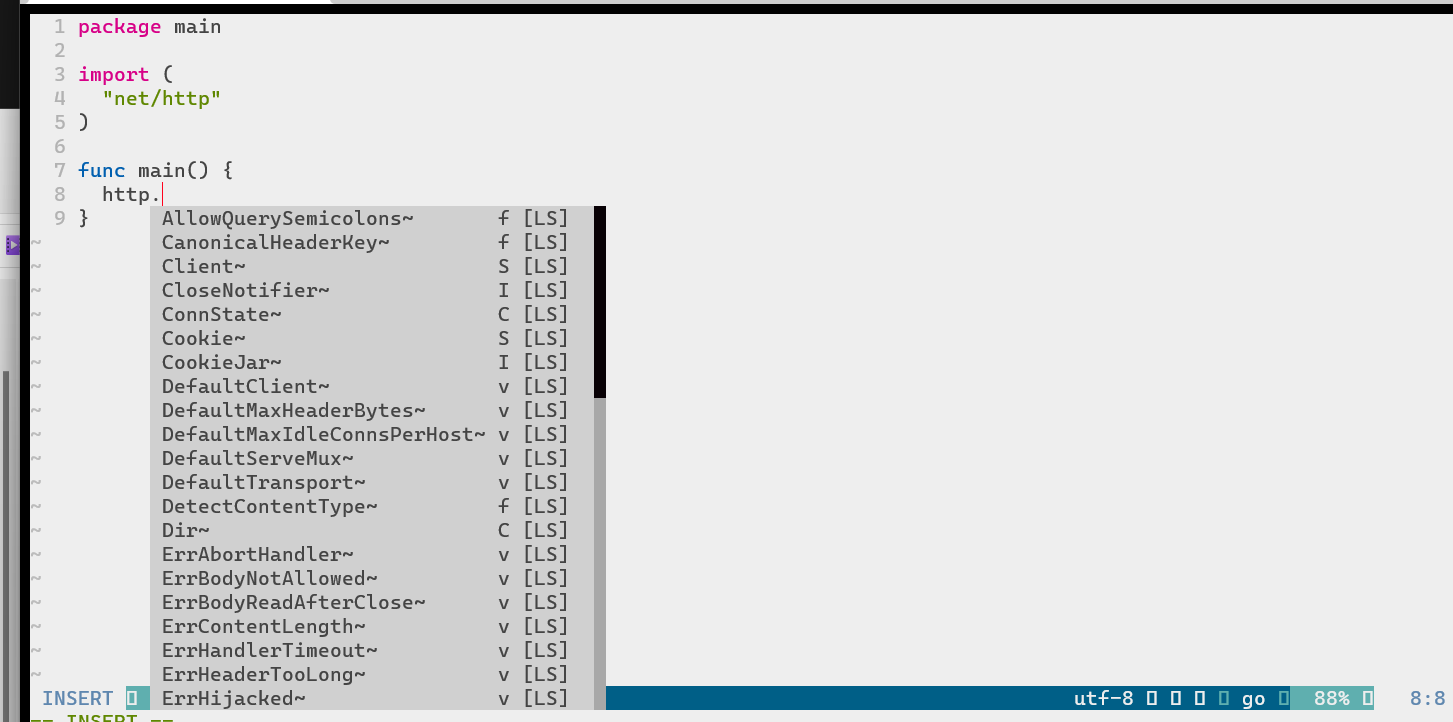 1 package main
2
3 import (
4 "net/http"
5 )
6
7 func main() {
8 http.
9 }
AllowQuerySemicolons~ f [LS]
~ CanonicalHeaderKey~ f [LS]
~ Client~ S [LS]
~ CloseNotifier~ I [LS]
~ ConnState~ C [LS]
~ Cookie~ S [LS]
~ CookieJar~ I [LS]
~ DefaultClient~ v [LS]
~ DefaultMaxHeaderBytes~ v [LS]
~ DefaultMaxIdleConnsPerHost~ v [LS]
~ DefaultServeMux~ v [LS]
~ DefaultTransport~ v [LS]
~ DetectContentType~ f [LS]
~ Dir~ C [LS]
~ ErrAbortHandler~ v [LS]
~ ErrBodyNotAllowed~ v [LS]
~ ErrBodyReadAfterClose~ v [LS]
~ ErrContentLength~ v [LS]
~ ErrHandlerTimeout~ v [LS]
~ ErrHeaderTooLong~ v [LS]
ErrHijacked~ v [LS]
INSERT utf-8 go 88% 8:8
-- INSERT --